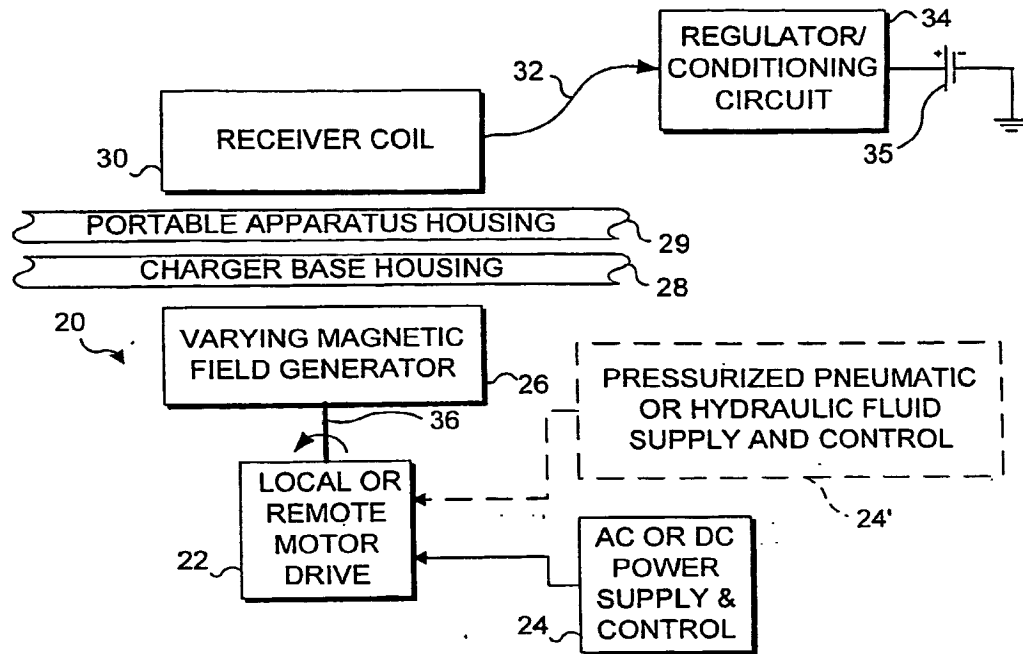 34
REGULATOR/
CONDITIONING
CIRCUIT
+ -
32
35
RECEIVER COIL
30
PORTABLE APPARATUS HOUSING
29
CHARGER BASE HOUSING
28
20
VARYING MAGNETIC
FIELD GENERATOR
26
36
PRESSURIZED PNEUMATIC
OR HYDRAULIC FLUID
SUPPLY AND CONTROL
24'
LOCAL OR
REMOTE
MOTOR
DRIVE
22
AC OR DC
POWER
SUPPLY &
CONTROL
24